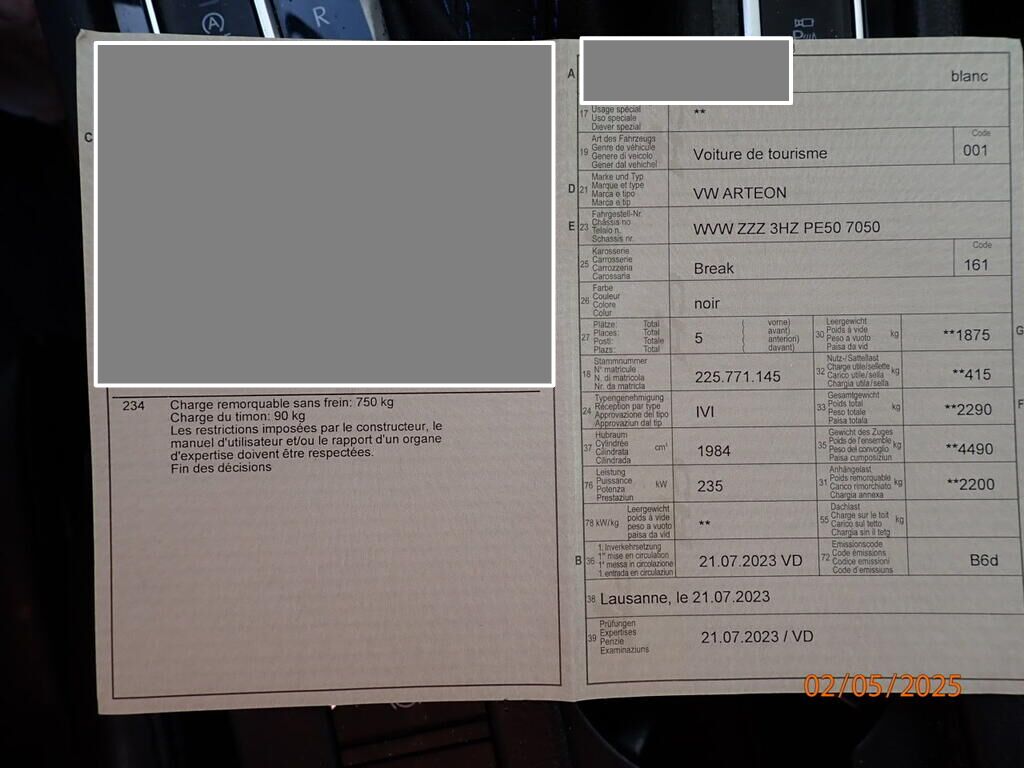 A
R
P
C
234 Charge remorquable sans frein: 750 kg
Charge du timon: 90 kg
Les restrictions imposées par le constructeur, le
manuel d'utilisateur et/ou le rapport d'un organe
d'expertise doivent être respectées.
Fin des décisions
A blanc
17 Usage spécial **
Uso speciale
Diever spezial
19 Art des Fahrzeugs
Genre de véhicule
Genere di veicolo
Gener dal vehichel
Voiture de tourisme
Code
001
D 21 Marke und Typ
Marque et type
Marca e tipo
Marca e tip
VW ARTEON
E 23 Fahrgestell-Nr.
Châssis no
Telaio n.
Schassis nr.
WVW ZZZ 3HZ PE50 7050
25 Karosserie
Carrosserie
Carrozzeria
Carossaria
Break
Code
161
26 Farbe
Couleur
Colore
Colur
noir
27 Plätze: Total
Places: Total
Posti: Totale
Plazs: Total
5
( vorne)
( avant)
( anteriori)
( davant)
30 Leergewicht
Poids à vide
Peso a vuoto
Paisa da vid
kg
**1875
G
18 Stammnummer
N° matricule
N. di matricola
Nr. da matricla
225.771.145
32 Nutz-/Sattellast
Charge utile/sellette
Carico utile/sella
Chargia utila/sella
kg
**415
24 Typengenehmigung
Réception par type
Approvazione del tipo
Approvaziun dal tip
IVI
33 Gesamtgewicht
Poids total
Peso totale
Paisa totala
kg
**2290
F
37 Hubraum
Cylindrée
Cilindrata
Cilindrada
cm³
1984
35 Gewicht des Zuges
Poids de l'ensemble
Peso del convoglio
Paisa cumposiziun
kg
**4490
76 Leistung
Puissance
Potenza
Prestaziun
kW
235
31 Anhängelast
Poids remorquable
Carico rimorchiato
Chargia annexa
kg
**2200
78 kW/kg Leergewicht
poids à vide
peso a vuoto
paisa da vid
**
55 Dachlast
Charge sur le toit
Carico sul tetto
Chargia sin il tetg
kg
B 36 1. Inverkehrsetzung
1re mise en circulation
1a messa in circolazione
1. entrada en circulaziun
21.07.2023 VD
72 Emissionscode
Code émissions
Codice emissioni
Code d'emissiuns
B6d
38 Lausanne, le 21.07.2023
39 Prüfungen
Expertises
Perizie
Examinaziuns
21.07.2023 / VD
02/05/2025